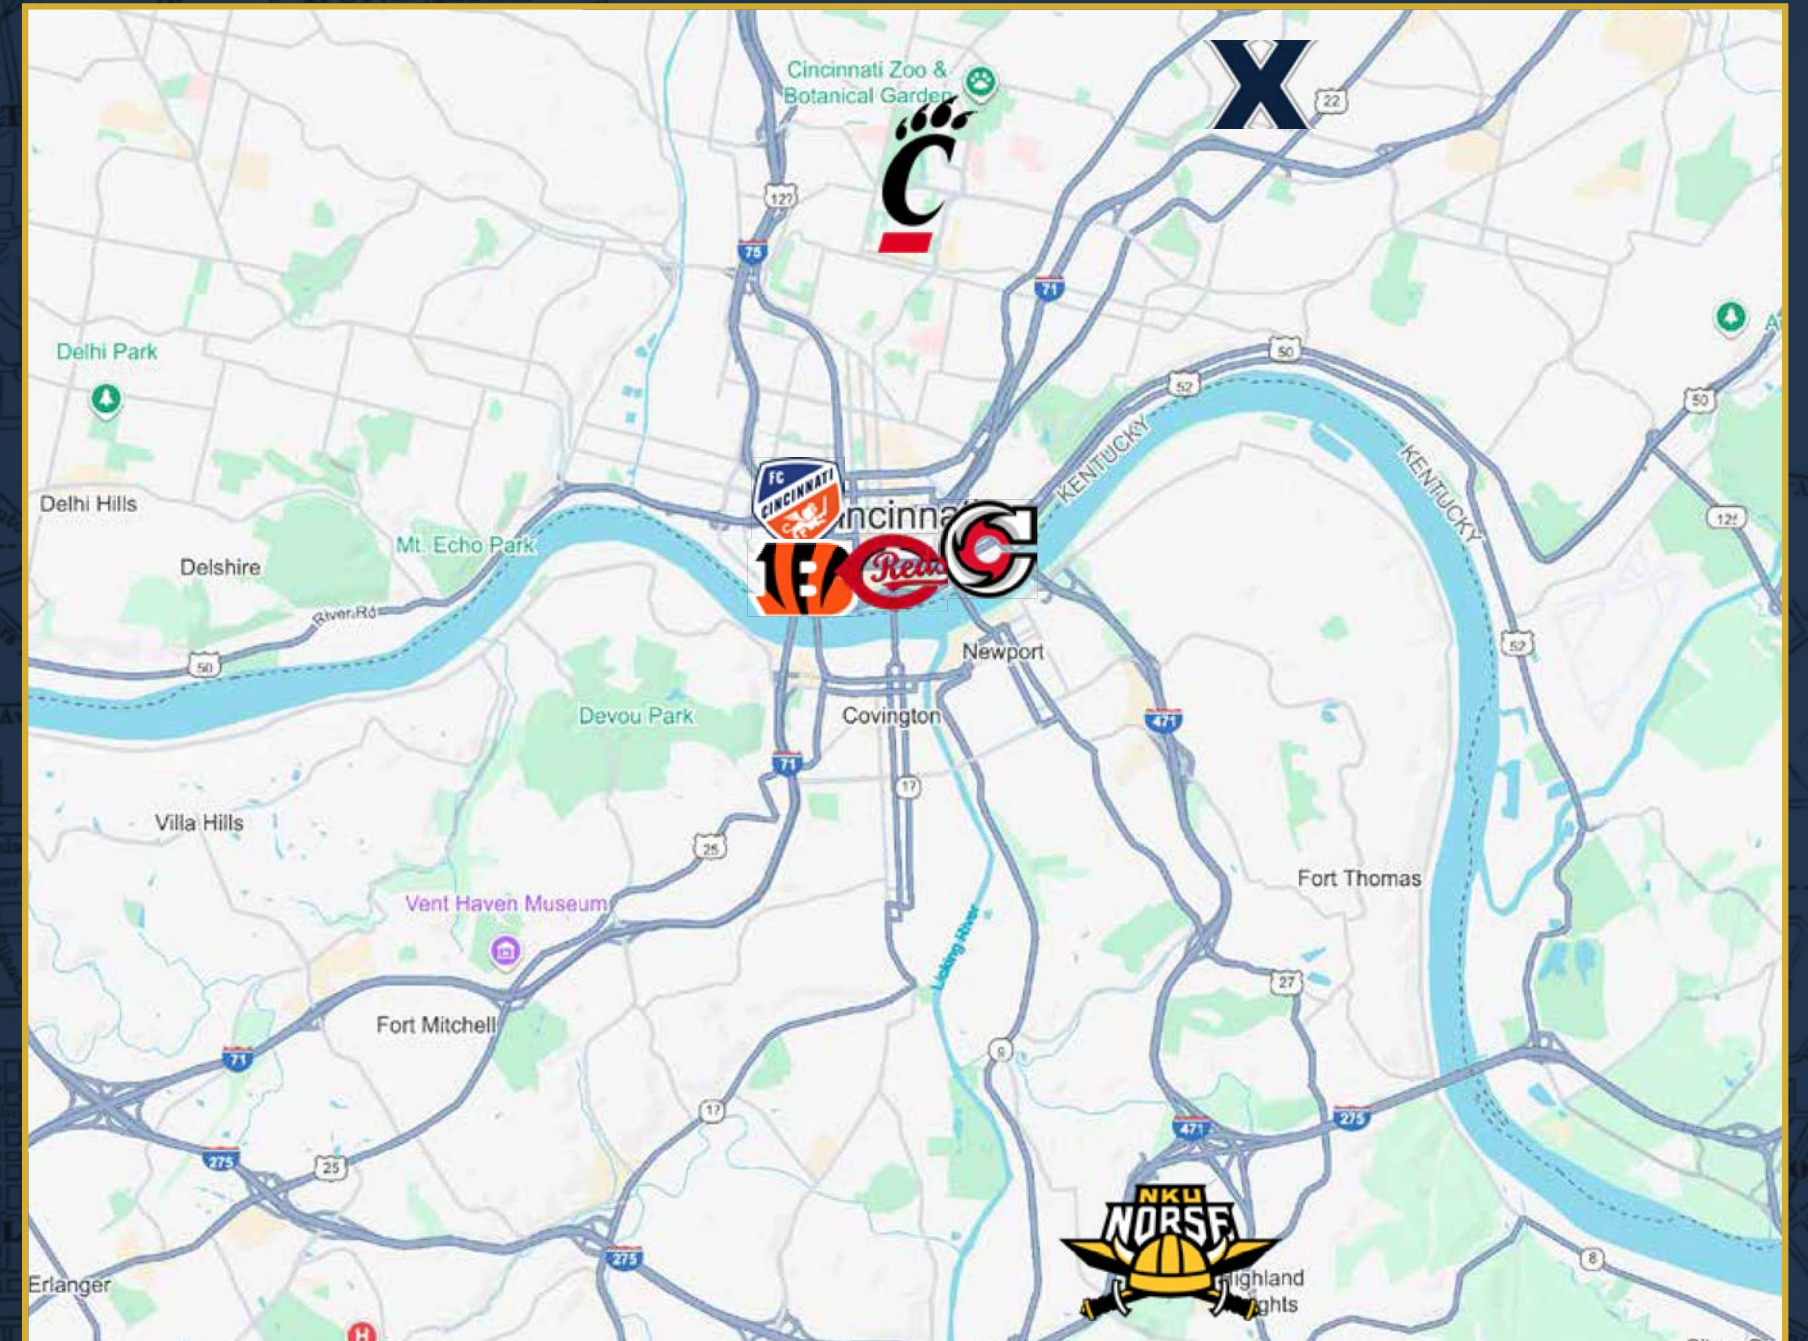 Cincinnati Zoo &
Botanical Garden
X
22
C
127
75
71
50
52
Delhi Park
50
KENTUCKY
KENTUCKY
FC
CINCINNATI
Delhi Hills
125
Mt. Echo Park
Delshire
B
Reds
C
River Rd
50
52
Newport
Devou Park
Covington
471
71
17
Villa Hills
25
Fort Thomas
Vent Haven Museum
Licking River
27
Fort Mitchell
71
9
17
275
471
275
25
NKU
NORSE
275
8
Erlanger
H